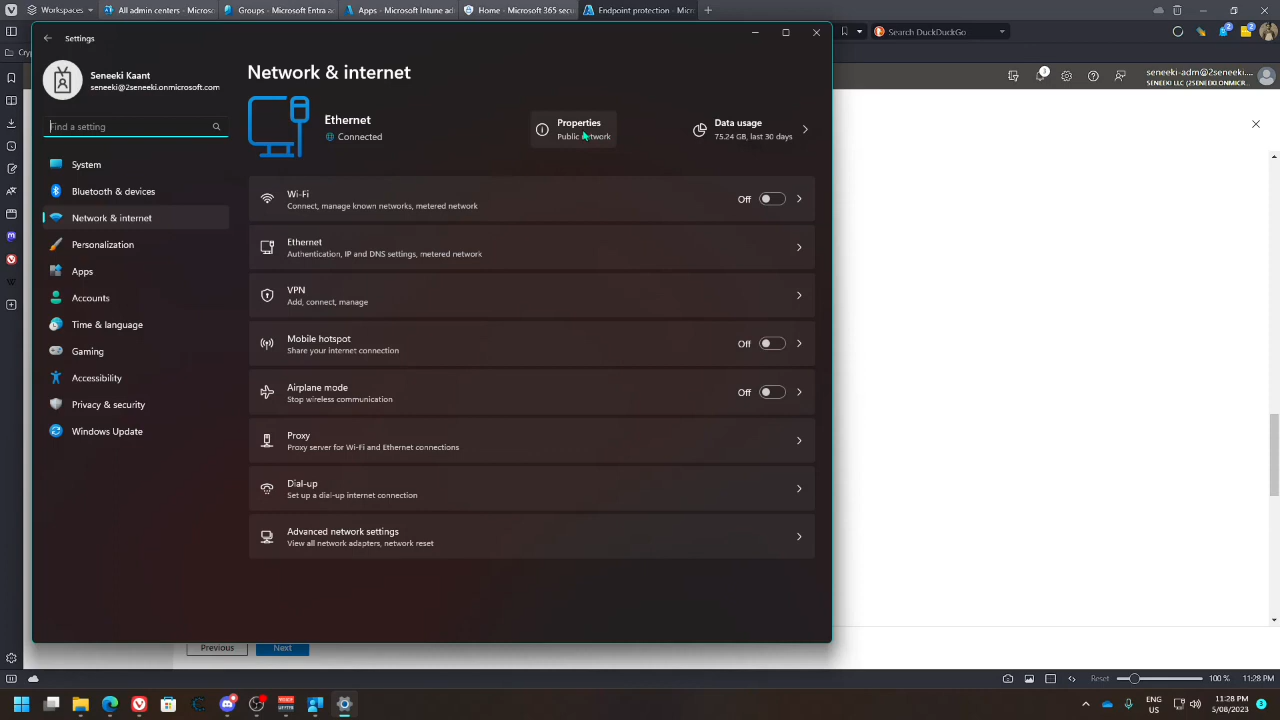 Workspaces
All admin centers - Micros
Groups - Microsoft Entra a
Apps - Microsoft Intune ad
Home - Microsoft 365 secu
Endpoint protection - Micr
Search DuckDuckGo
Settings
Seneeki Kaant
seneeki@2seneeki.onmicrosoft.com
Find a setting
System
Bluetooth & devices
Network & internet
Personalization
Apps
Accounts
Time & language
Gaming
Accessibility
Privacy & security
Windows Update
Network & internet
Ethernet
Connected
Properties
Public network
Data usage
75.24 GB, last 30 days
Wi-Fi
Connect, manage known networks, metered network
Off
Ethernet
Authentication, IP and DNS settings, metered network
VPN
Add, connect, manage
Mobile hotspot
Share your internet connection
Off
Airplane mode
Stop wireless communication
Off
Proxy
Proxy server for Wi-Fi and Ethernet connections
Dial-up
Set up a dial-up internet connection
Advanced network settings
View all network adapters, network reset
seneeki-adm@2seneeki....
SENEEKI LLC (2SENEEKI.ONMICR...
Previous
Next
Reset
100 %
11:28 PM
ENG
US
11:28 PM
5/08/2023